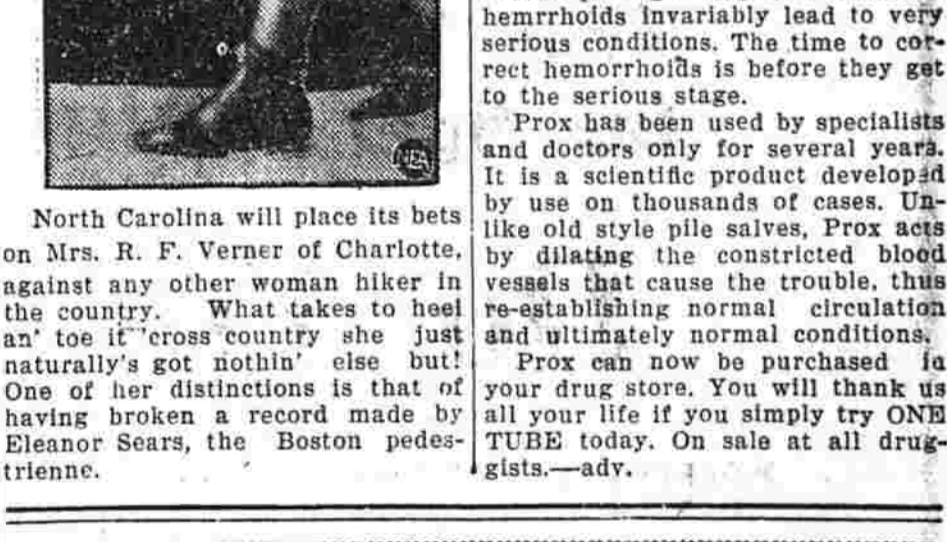 NEA
North Carolina will place its bets
on Mrs. R. F. Verner of Charlotte,
against any other woman hiker in
the country. What takes to heel
an' toe it 'cross country she just
naturally's got nothin' else but!
One of her distinctions is that of
having broken a record made by
Eleanor Sears, the Boston pedes-
trienne.
hemrrhoids invariably lead to very
serious conditions. The time to cor-
rect hemorrhoids is before they get
to the serious stage.
Prox has been used by specialists
and doctors only for several years.
It is a scientific product developed
by use on thousands of cases. Un-
like old style pile salves, Prox acts
by dilating the constricted blood
vessels that cause the trouble, thus
re-establishing normal circulation
and ultimately normal conditions.
Prox can now be purchased in
your drug store. You will thank us
all your life if you simply try ONE
TUBE today. On sale at all drug-
gists.—adv.